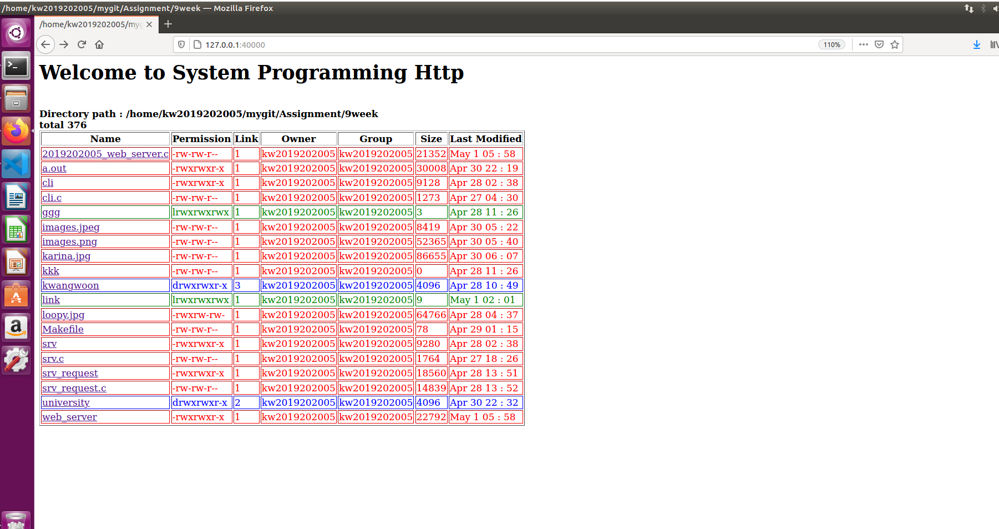 /home/kw2019202005/mygit/Assignment/9week — Mozilla Firefox
/home/kw2019202005/myg
127.0.0.1:40000 110%
Welcome to System Programming Http
Directory path : /home/kw2019202005/mygit/Assignment/9week
total 376
Name Permission Link Owner Group Size Last Modified
2019202005_web_server.c -rw-rw-r-- 1 kw2019202005 kw2019202005 21352 May 1 05 : 58
a.out -rwxrwxr-x 1 kw2019202005 kw2019202005 30008 Apr 30 22 : 19
cli -rwxrwxr-x 1 kw2019202005 kw2019202005 9128 Apr 28 02 : 38
cli.c -rw-rw-r-- 1 kw2019202005 kw2019202005 1273 Apr 27 04 : 30
ggg lrwxrwxrwx 1 kw2019202005 kw2019202005 3 Apr 28 11 : 26
images.jpeg -rw-rw-r-- 1 kw2019202005 kw2019202005 8419 Apr 30 05 : 22
images.png -rw-rw-r-- 1 kw2019202005 kw2019202005 52365 Apr 30 05 : 40
karina.jpg -rw-rw-r-- 1 kw2019202005 kw2019202005 86655 Apr 30 06 : 07
kkk -rw-rw-r-- 1 kw2019202005 kw2019202005 0 Apr 28 11 : 26
kwangwoon drwxrwxr-x 3 kw2019202005 kw2019202005 4096 Apr 28 10 : 49
link lrwxrwxrwx 1 kw2019202005 kw2019202005 9 May 1 02 : 01
loopy.jpg -rwxrw-rw- 1 kw2019202005 kw2019202005 64766 Apr 28 04 : 37
Makefile -rw-rw-r-- 1 kw2019202005 kw2019202005 78 Apr 29 01 : 15
srv -rwxrwxr-x 1 kw2019202005 kw2019202005 9280 Apr 28 02 : 38
srv.c -rw-rw-r-- 1 kw2019202005 kw2019202005 1764 Apr 27 18 : 26
srv_request -rwxrwxr-x 1 kw2019202005 kw2019202005 18560 Apr 28 13 : 51
srv_request.c -rw-rw-r-- 1 kw2019202005 kw2019202005 14839 Apr 28 13 : 52
university drwxrwxr-x 2 kw2019202005 kw2019202005 4096 Apr 30 22 : 32
web_server -rwxrwxr-x 1 kw2019202005 kw2019202005 22792 May 1 05 : 58